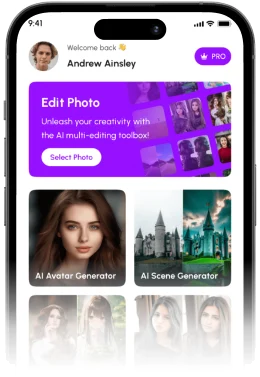 9:41
Welcome back 👋
Andrew Ainsley
PRO
Edit Photo
Unleash your creativity with
the AI multi-editing toolbox!
Select Photo
AI Avatar Generator
AI Scene Generator